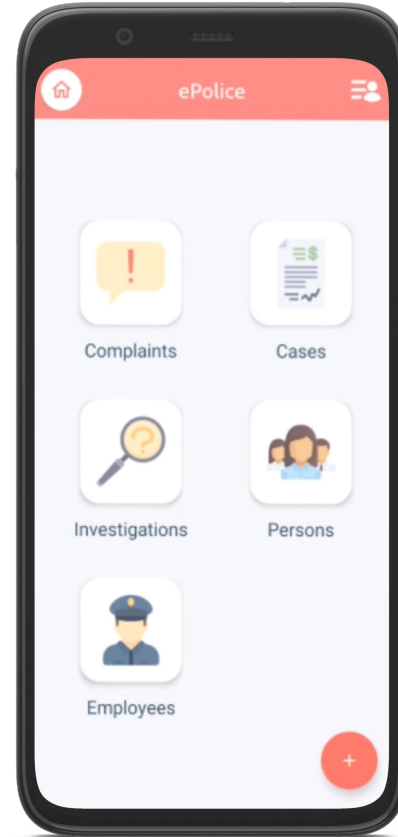 ePolice
!
$
Complaints
Cases
?
Investigations
Persons
Employees
+